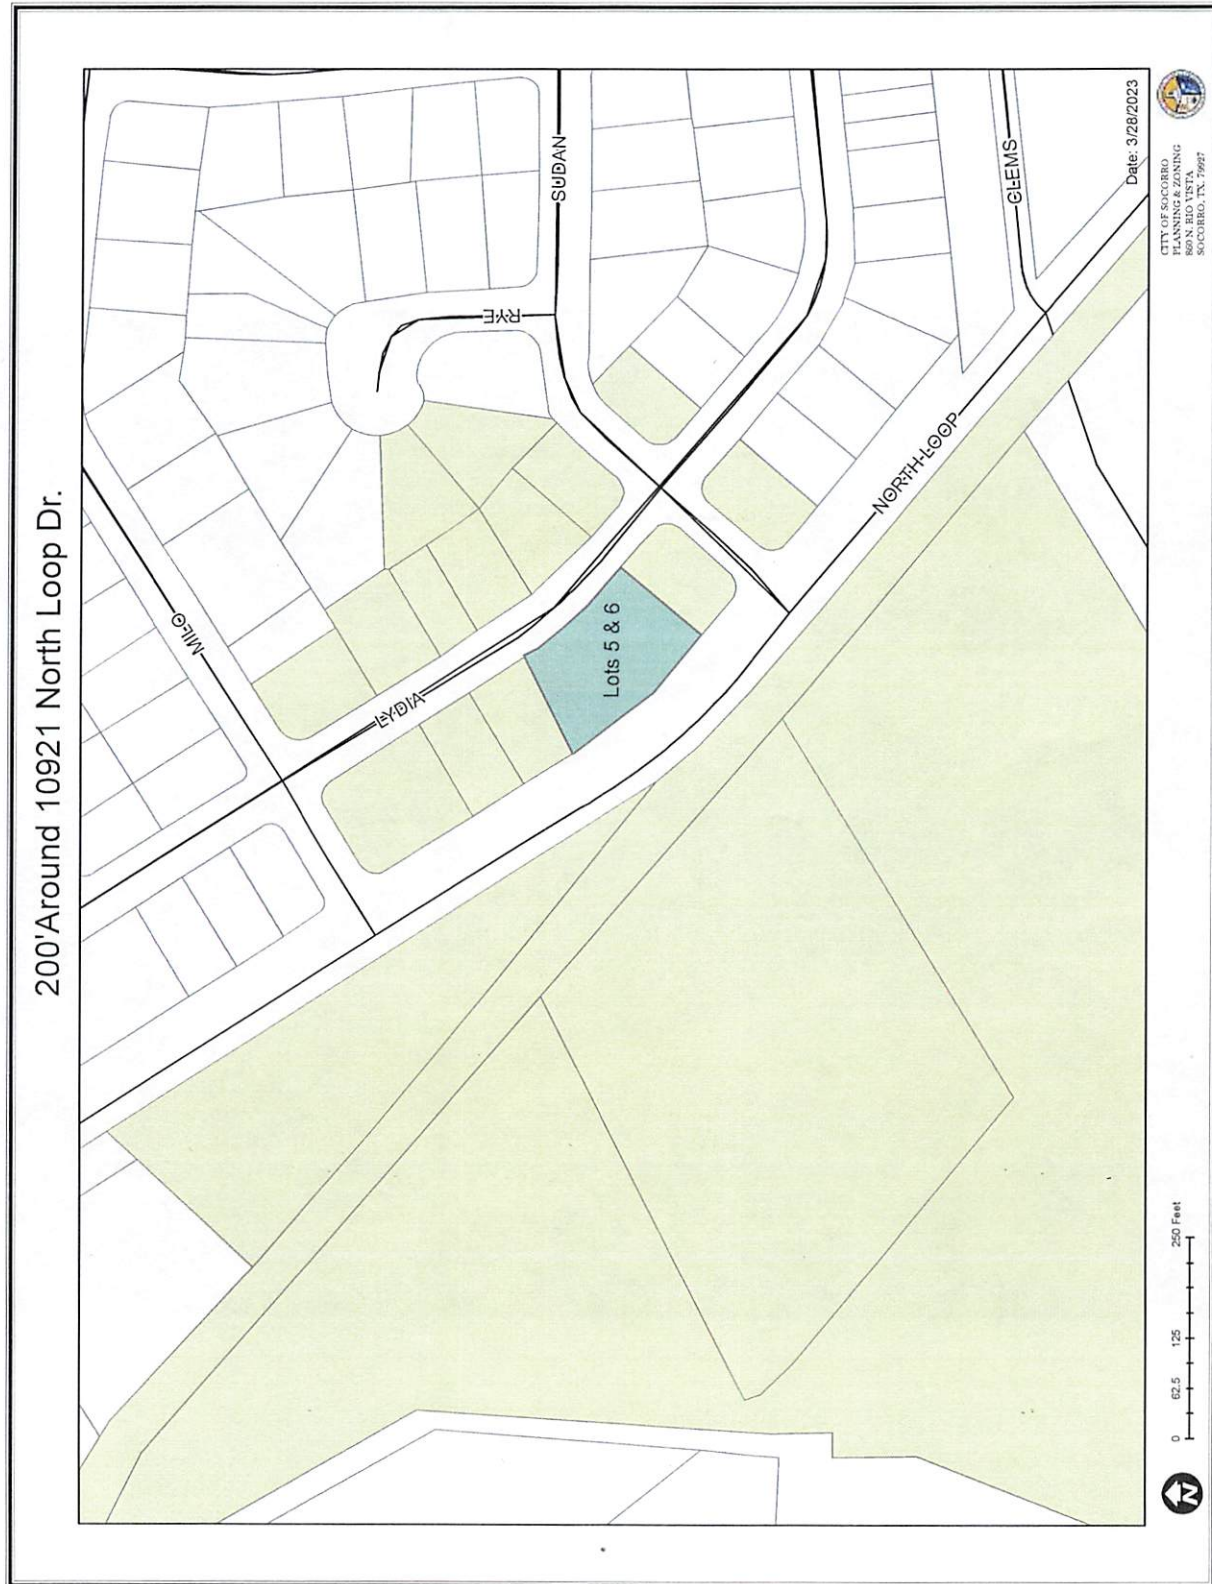 200'Around 10921 North Loop Dr.
MILO
LYDIA
RYE
SUDAN
Lots 5 & 6
NORTH LOOP
CLEMS
Date: 3/28/2023
N
0 62.5 125 250 Feet
CITY OF SOCORRO
PLANNING & ZONING
860 N. RIO VISTA
SOCORRO, TX. 79927